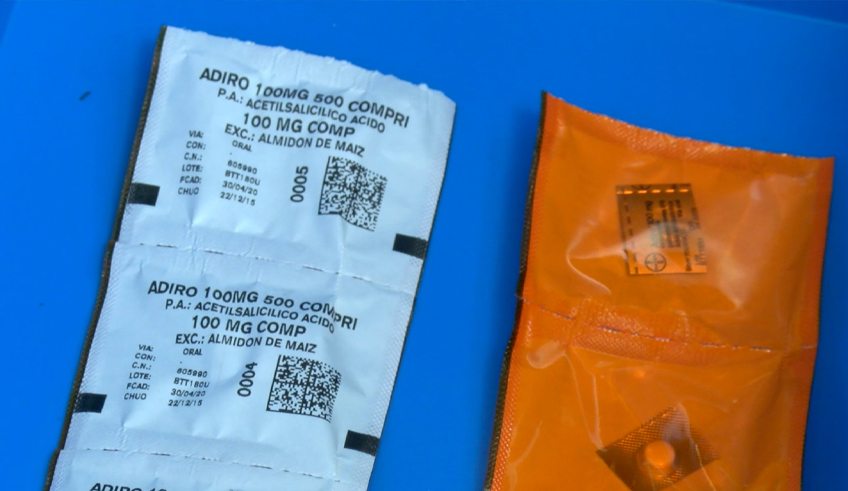 ADIRO 100MG 500 COMPRI
P.A.: ACETILSALICILICO ACIDO
100 MG COMP
EXC.: ALMIDON DE MAIZ
VIA: ORAL
CON: .
C.N.: 605990
LOTE: BTT180U
FCAD: 30/04/20
CHUO 22/12/15
0005
ADIRO 100MG 500 COMPRI
P.A.: ACETILSALICILICO ACIDO
100 MG COMP
EXC.: ALMIDON DE MAIZ
VIA: ORAL
CON: .
C.N.: 605990
LOTE: BTT180U
FCAD: 30/04/20
CHUO 22/12/15
0004